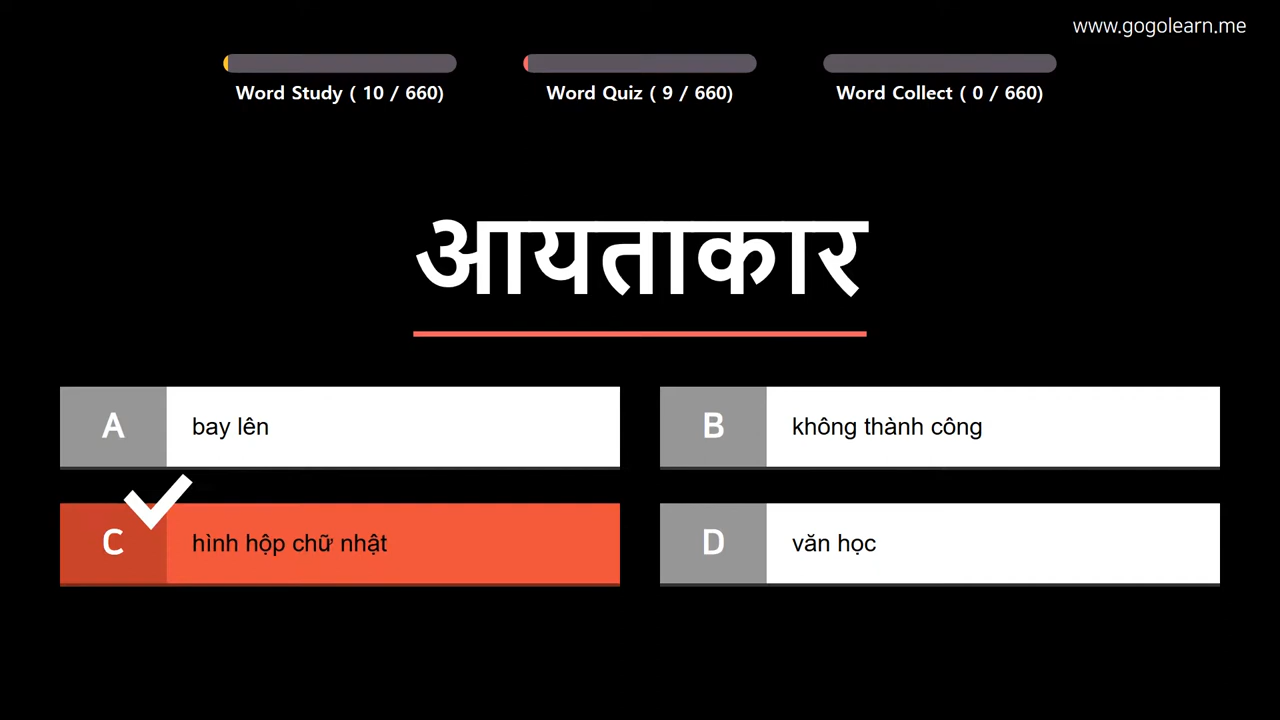 www.gogolearn.me
Word Study ( 10 / 660)
Word Quiz ( 9 / 660)
Word Collect ( 0 / 660)
आयताकार
A bay lên
B không thành công
C hình hộp chữ nhật
D văn học